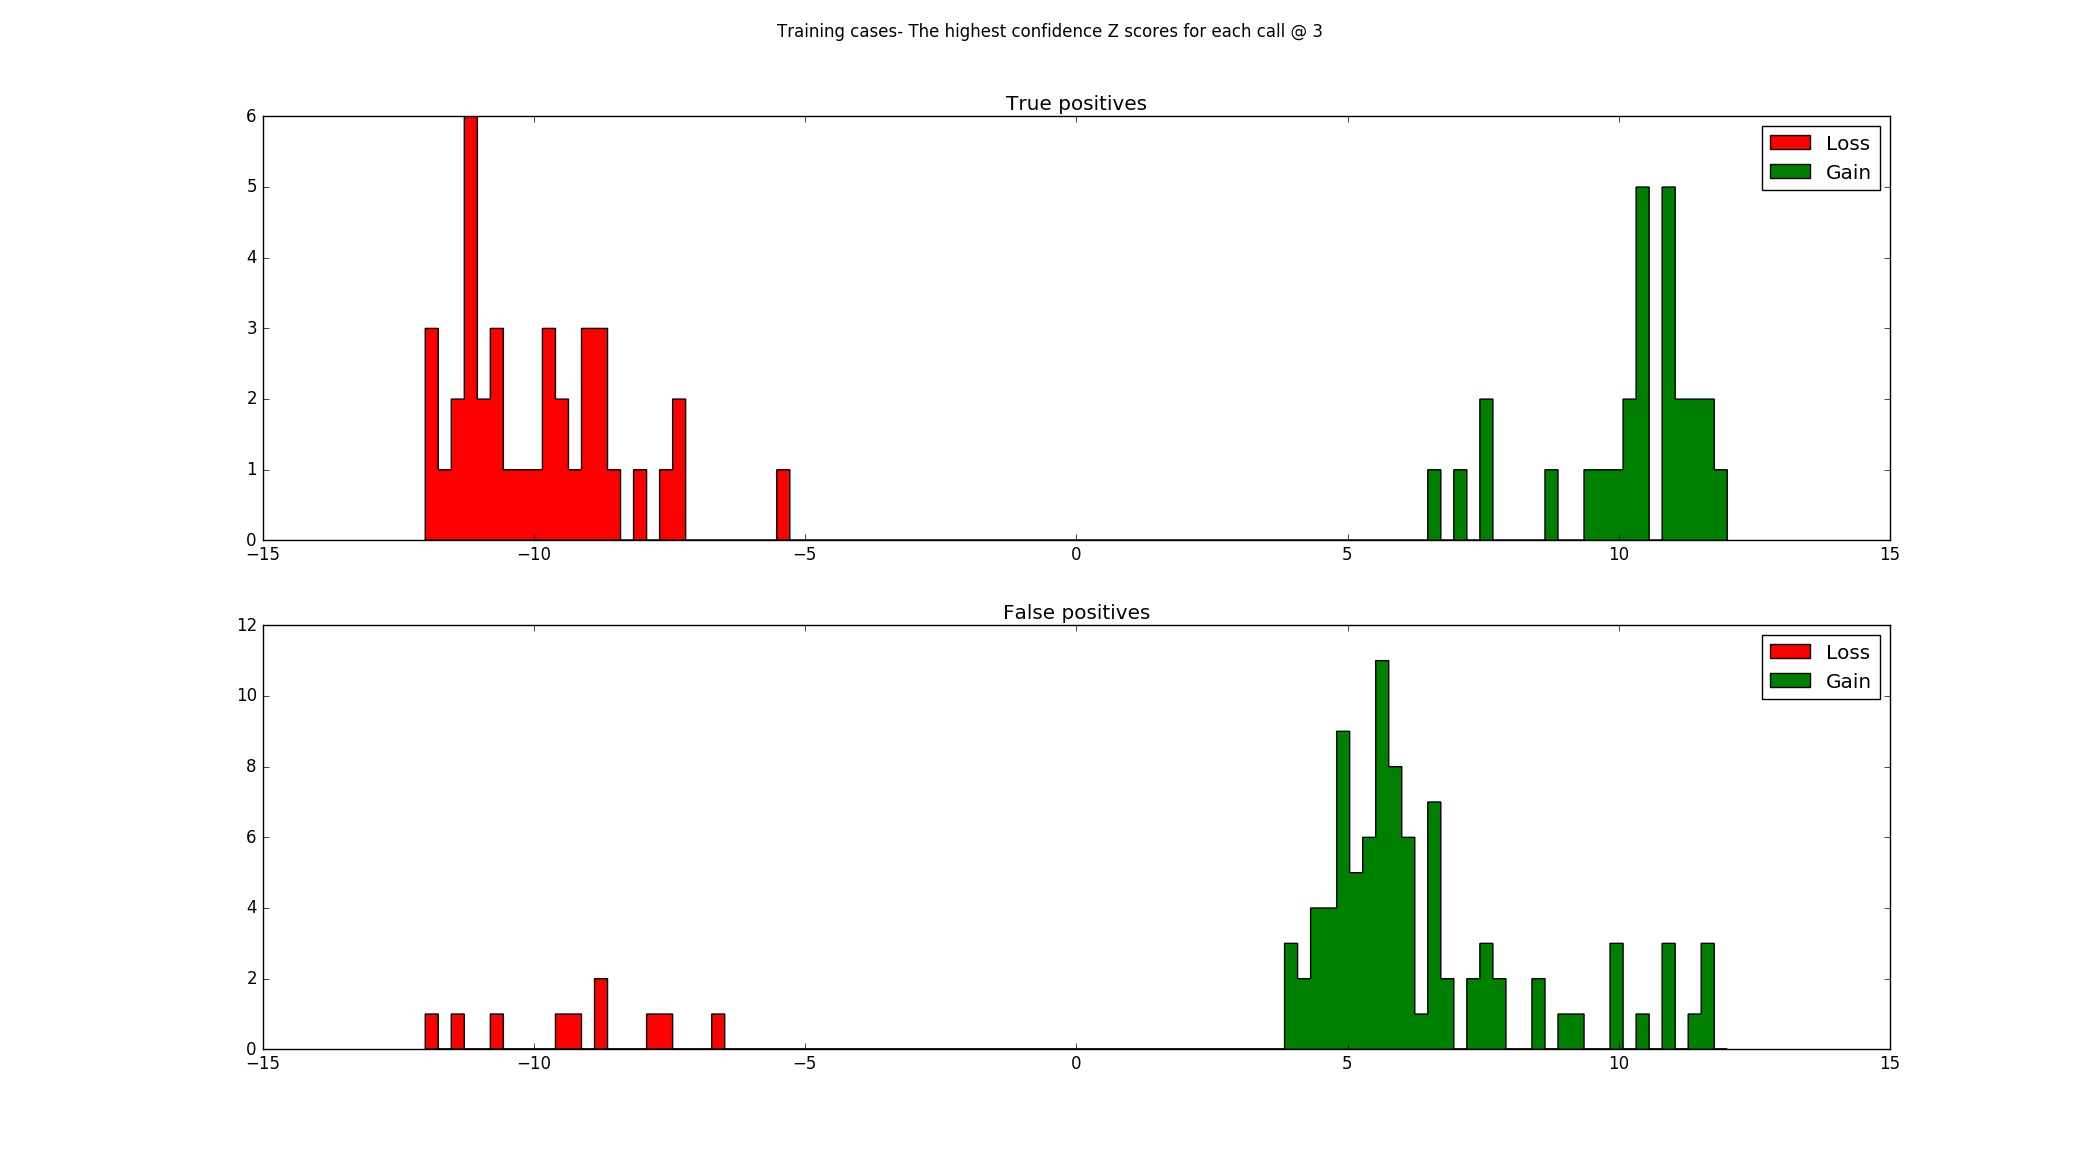 Training cases- The highest confidence Z scores for each call @ 3
True positives
6
5
4
3
2
1
0
Loss
Gain
−15 −10 −5 0 5 10 15
False positives
12
10
8
6
4
2
0
Loss
Gain
−15 −10 −5 0 5 10 15